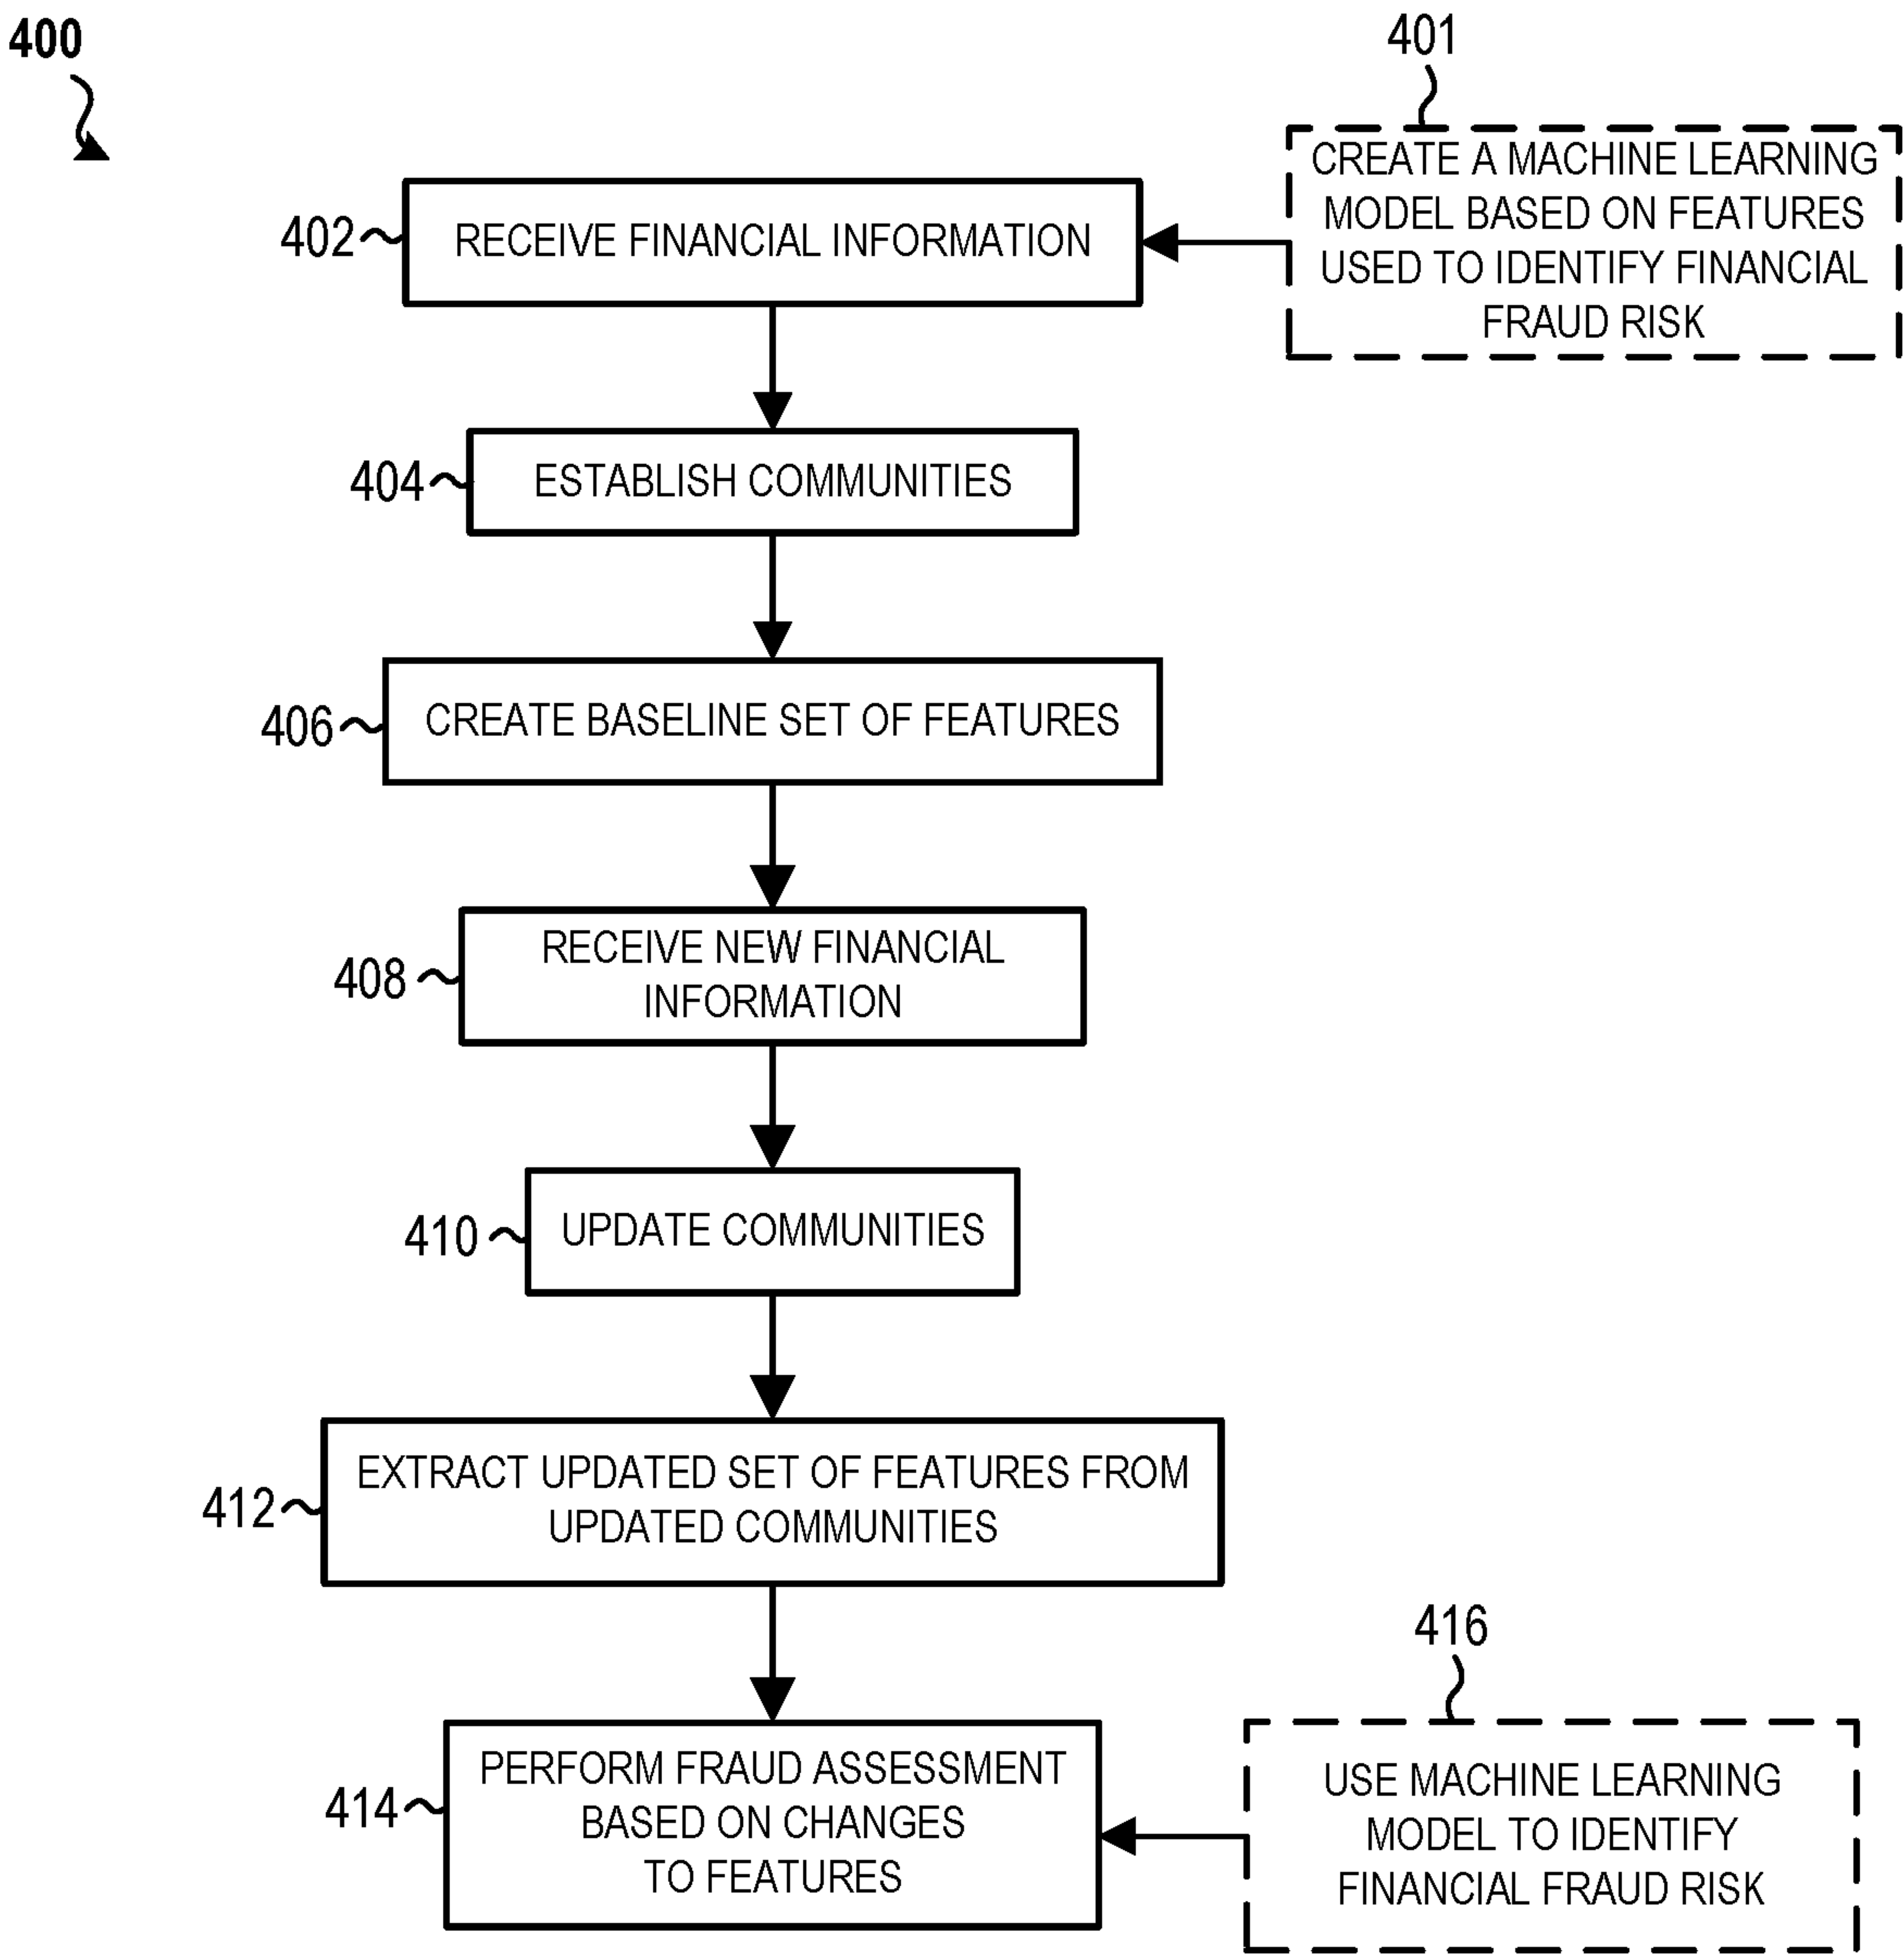 400
401
CREATE A MACHINE LEARNING
MODEL BASED ON FEATURES
USED TO IDENTIFY FINANCIAL
FRAUD RISK
402
RECEIVE FINANCIAL INFORMATION
404
ESTABLISH COMMUNITIES
406
CREATE BASELINE SET OF FEATURES
408
RECEIVE NEW FINANCIAL
INFORMATION
410
UPDATE COMMUNITIES
412
EXTRACT UPDATED SET OF FEATURES FROM
UPDATED COMMUNITIES
414
PERFORM FRAUD ASSESSMENT
BASED ON CHANGES
TO FEATURES
416
USE MACHINE LEARNING
MODEL TO IDENTIFY
FINANCIAL FRAUD RISK